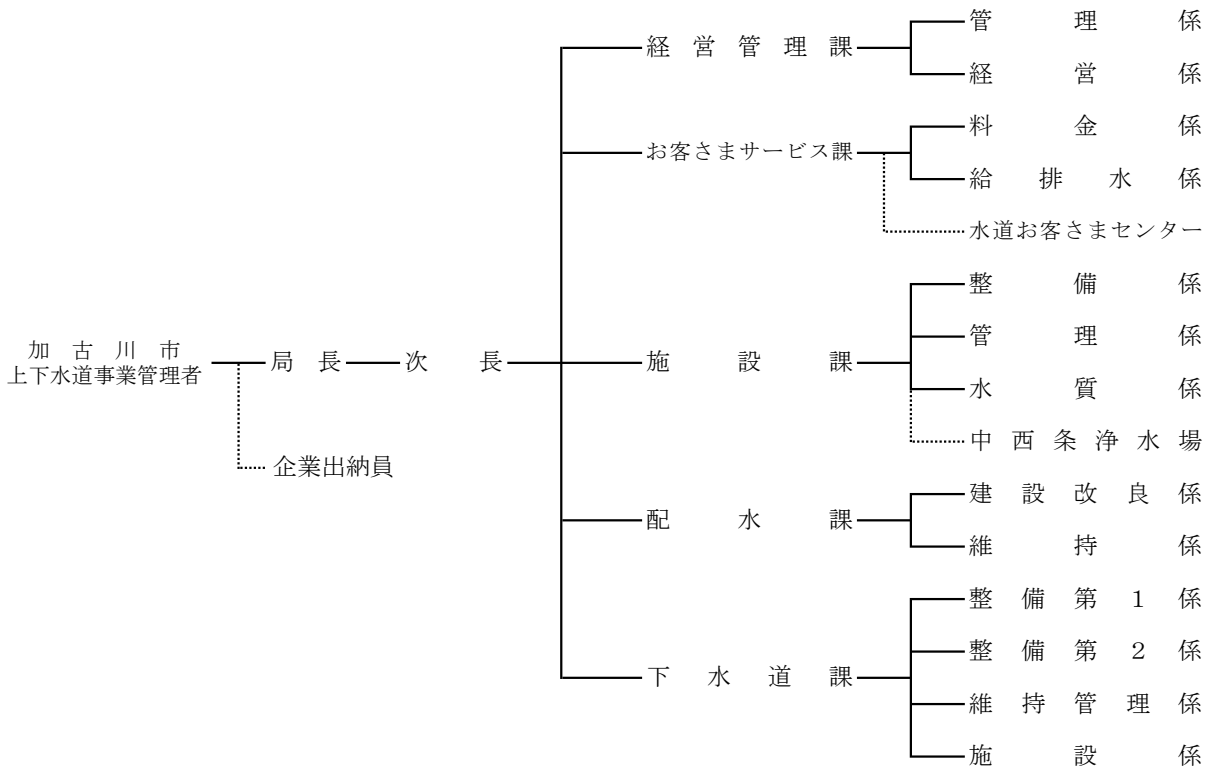 加古川市
上下水道事業管理者
局長
次長
企業出納員
経営管理課
管理係
経営係
お客さまサービス課
料金係
給排水係
水道お客さまセンター
施設課
整備係
管理係
水質係
中西条浄水場
配水課
建設改良係
維持係
下水道課
整備第1係
整備第2係
維持管理係
施設係